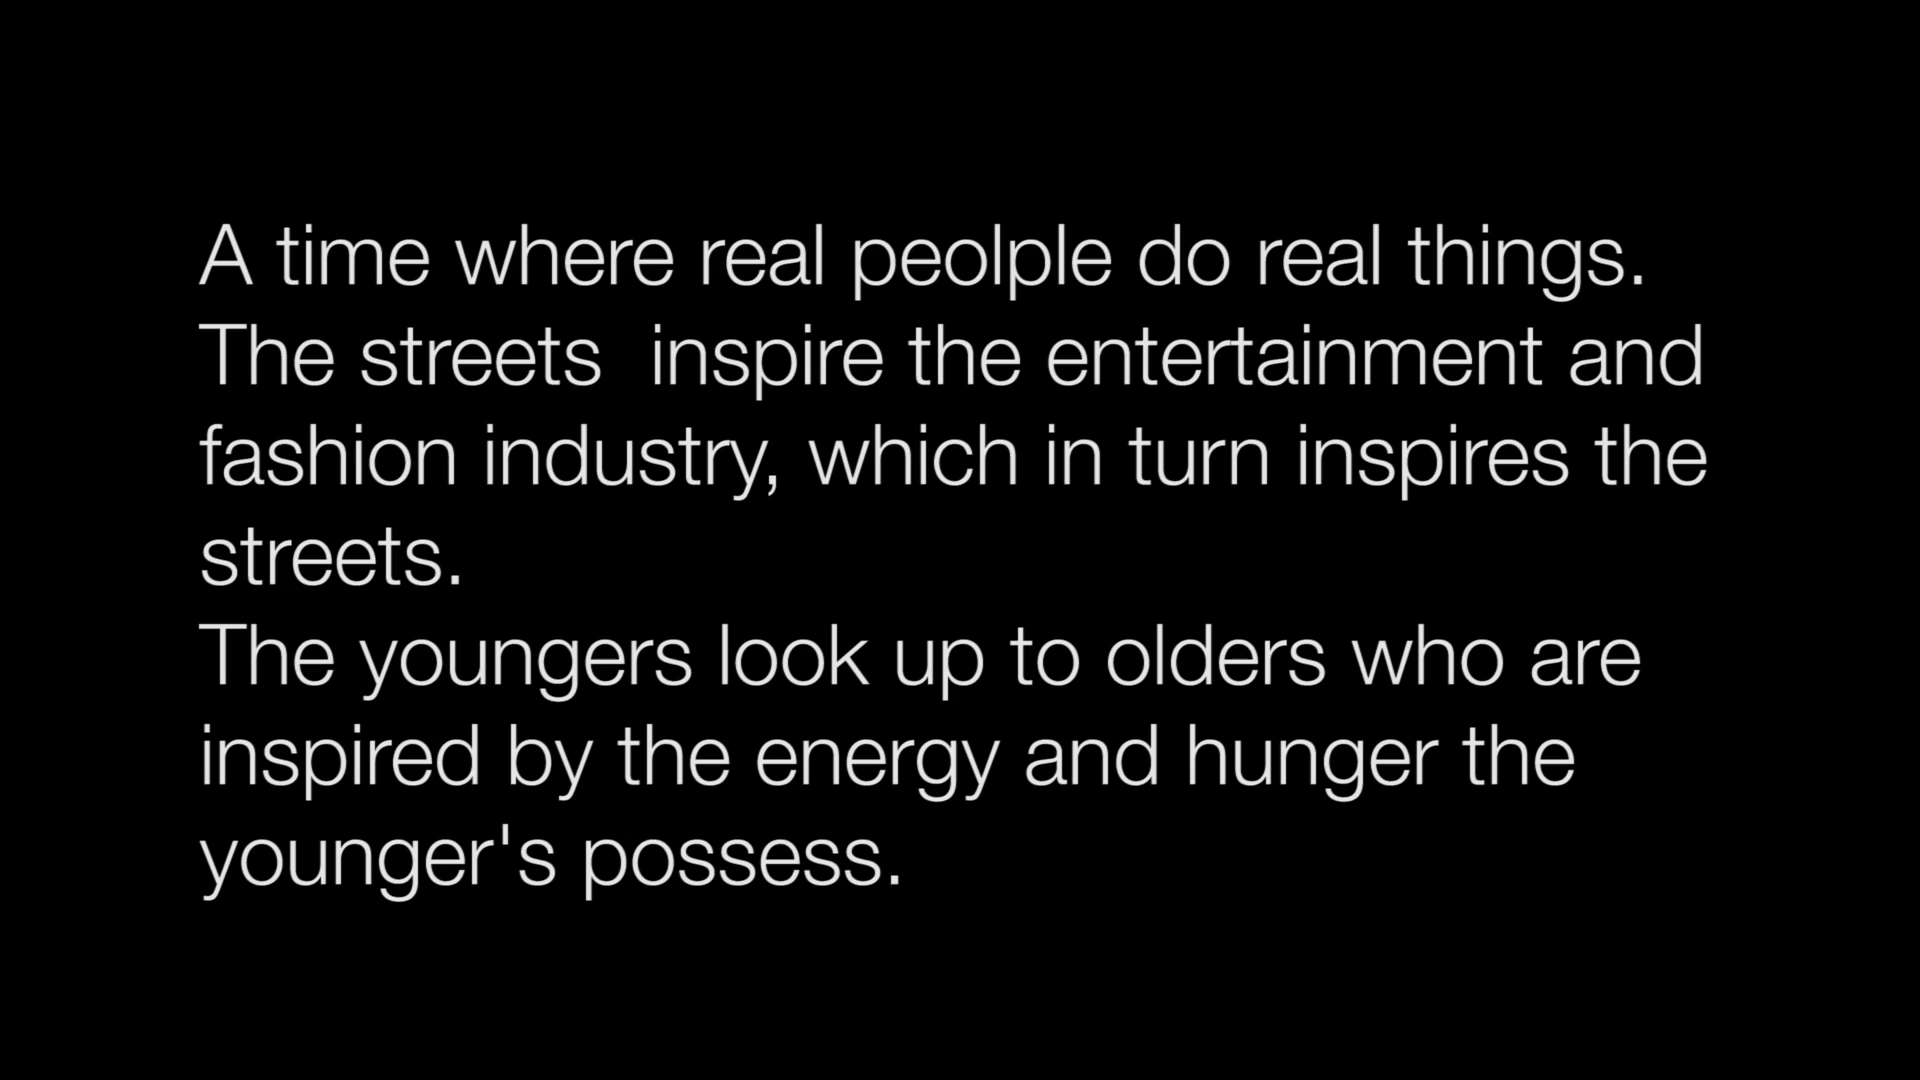 A time where real peolple do real things.
The streets  inspire the entertainment and
fashion industry, which in turn inspires the
streets.
The youngers look up to olders who are
inspired by the energy and hunger the
younger's possess.